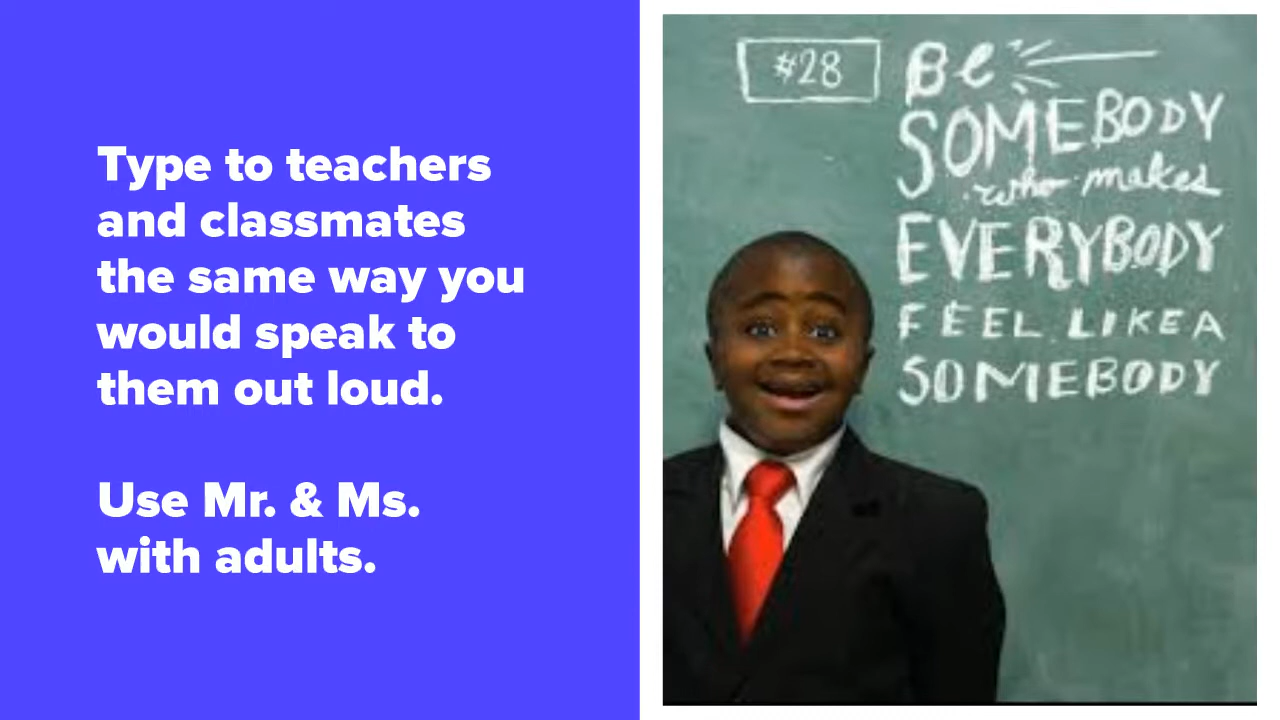 Type to teachers
and classmates
the same way you
would speak to
them out loud.
Use Mr. & Ms.
with adults.
#28
Be
SOMEBODY
who makes
EVERYBODY
FEEL LIKE A
SOMEBODY